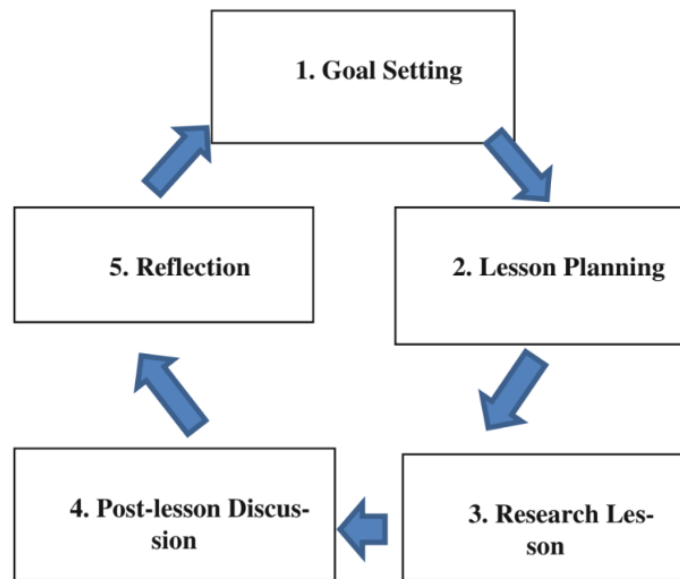 1. Goal Setting
2. Lesson Planning
3. Research Les-
son
4. Post-lesson Discus-
sion
5. Reflection